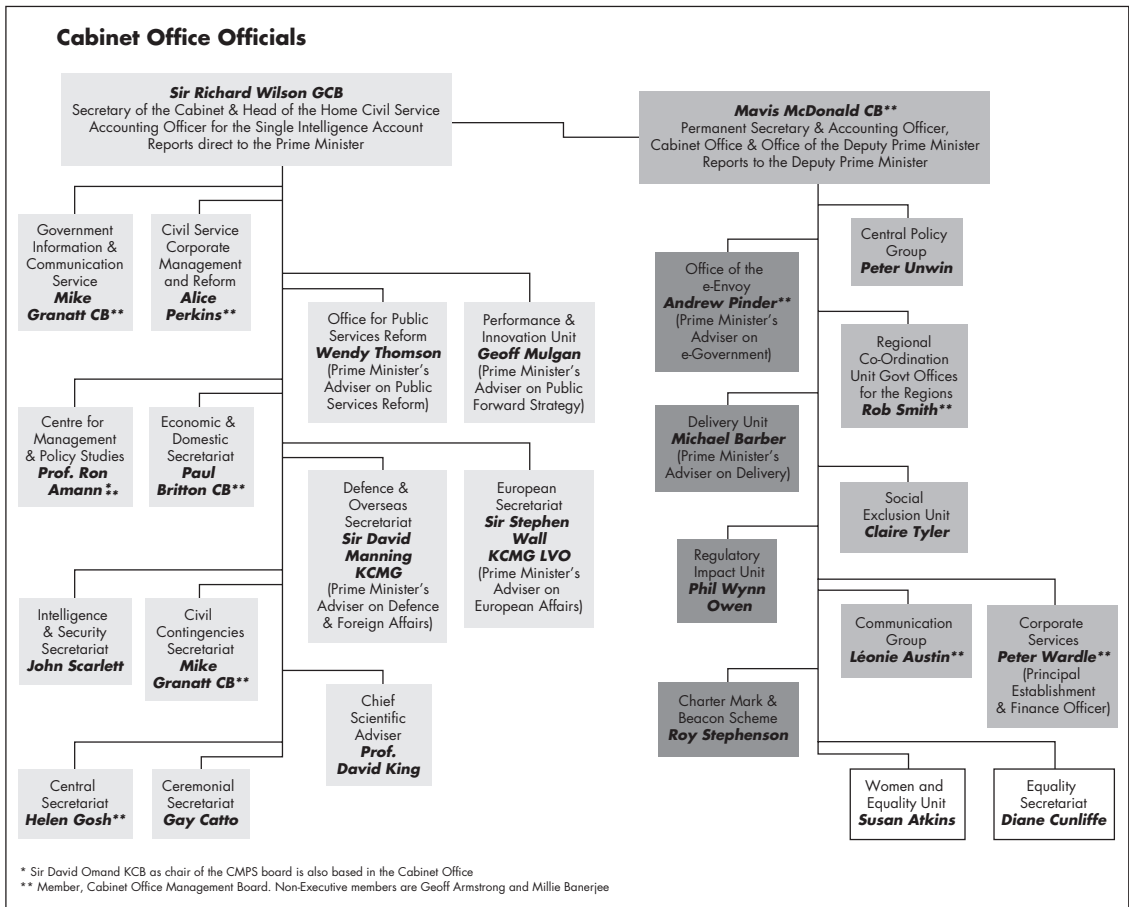 Cabinet Office Officials
Sir Richard Wilson GCB
Secretary of the Cabinet & Head of the Home Civil Service
Accounting Officer for the Single Intelligence Account
Reports direct to the Prime Minister
Mavis McDonald CB**
Permanent Secretary & Accounting Officer,
Cabinet Office & Office of the Deputy Prime Minister
Reports to the Deputy Prime Minister
Government
Information &
Communication
Service
Mike
Granatt CB**
Civil Service
Corporate
Management
and Reform
Alice
Perkins**
Office for Public
Services Reform
Wendy Thomson
(Prime Minister's
Adviser on Public
Services Reform)
Performance &
Innovation Unit
Geoff Mulgan
(Prime Minister's
Adviser on Public
Forward Strategy)
Centre for
Management
& Policy Studies
Prof. Ron
Amann* **
Economic &
Domestic
Secretariat
Paul
Britton CB**
Defence &
Overseas
Secretariat
Sir David
Manning
KCMG
(Prime Minister's
Adviser on Defence
& Foreign Affairs)
European
Secretariat
Sir Stephen
Wall
KCMG LVO
(Prime Minister's
Adviser on
European Affairs)
Intelligence
& Security
Secretariat
John Scarlett
Civil
Contingencies
Secretariat
Mike
Granatt CB**
Chief
Scientific
Adviser
Prof.
David King
Central
Secretariat
Helen Gosh**
Ceremonial
Secretariat
Gay Catto
Central Policy
Group
Peter Unwin
Office of the
e-Envoy
Andrew Pinder**
(Prime Minister's
Adviser on
e-Government)
Regional
Co-Ordination
Unit Govt Offices
for the Regions
Rob Smith**
Delivery Unit
Michael Barber
(Prime Minister's
Adviser on Delivery)
Social
Exclusion Unit
Claire Tyler
Regulatory
Impact Unit
Phil Wynn
Owen
Communication
Group
Léonie Austin**
Corporate
Services
Peter Wardle**
(Principal
Establishment
& Finance Officer)
Charter Mark &
Beacon Scheme
Roy Stephenson
Women and
Equality Unit
Susan Atkins
Equality
Secretariat
Diane Cunliffe
* Sir David Omand KCB as chair of the CMPS board is also based in the Cabinet Office
** Member, Cabinet Office Management Board. Non-Executive members are Geoff Armstrong and Millie Banerjee